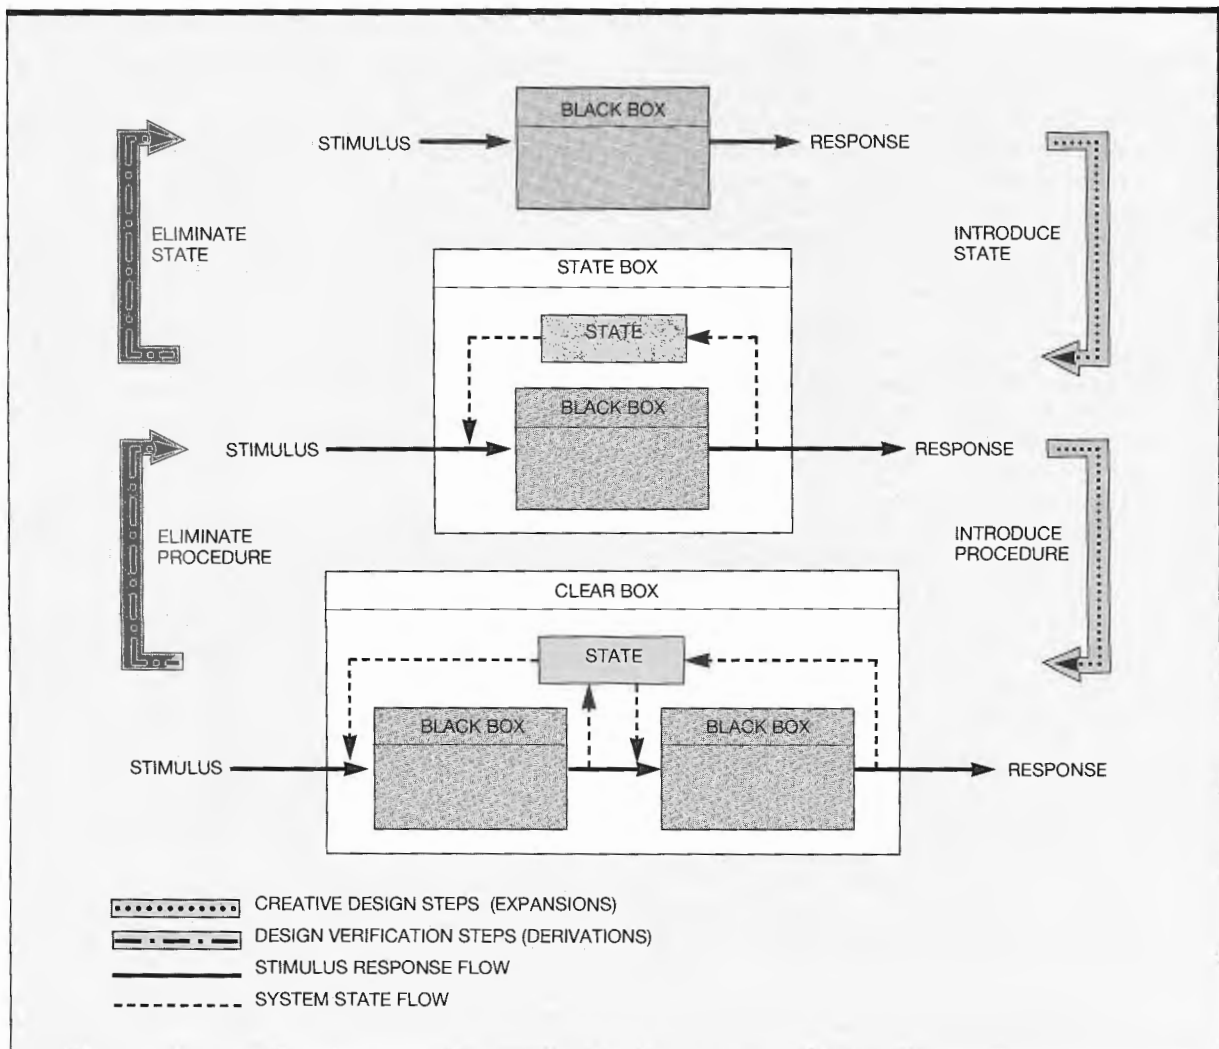 BLACK BOX
STIMULUS
RESPONSE
ELIMINATE
STATE
INTRODUCE
STATE
STATE BOX
STATE
BLACK BOX
STIMULUS
RESPONSE
ELIMINATE
PROCEDURE
INTRODUCE
PROCEDURE
CLEAR BOX
STATE
BLACK BOX
BLACK BOX
STIMULUS
RESPONSE
CREATIVE DESIGN STEPS (EXPANSIONS)
DESIGN VERIFICATION STEPS (DERIVATIONS)
STIMULUS RESPONSE FLOW
SYSTEM STATE FLOW